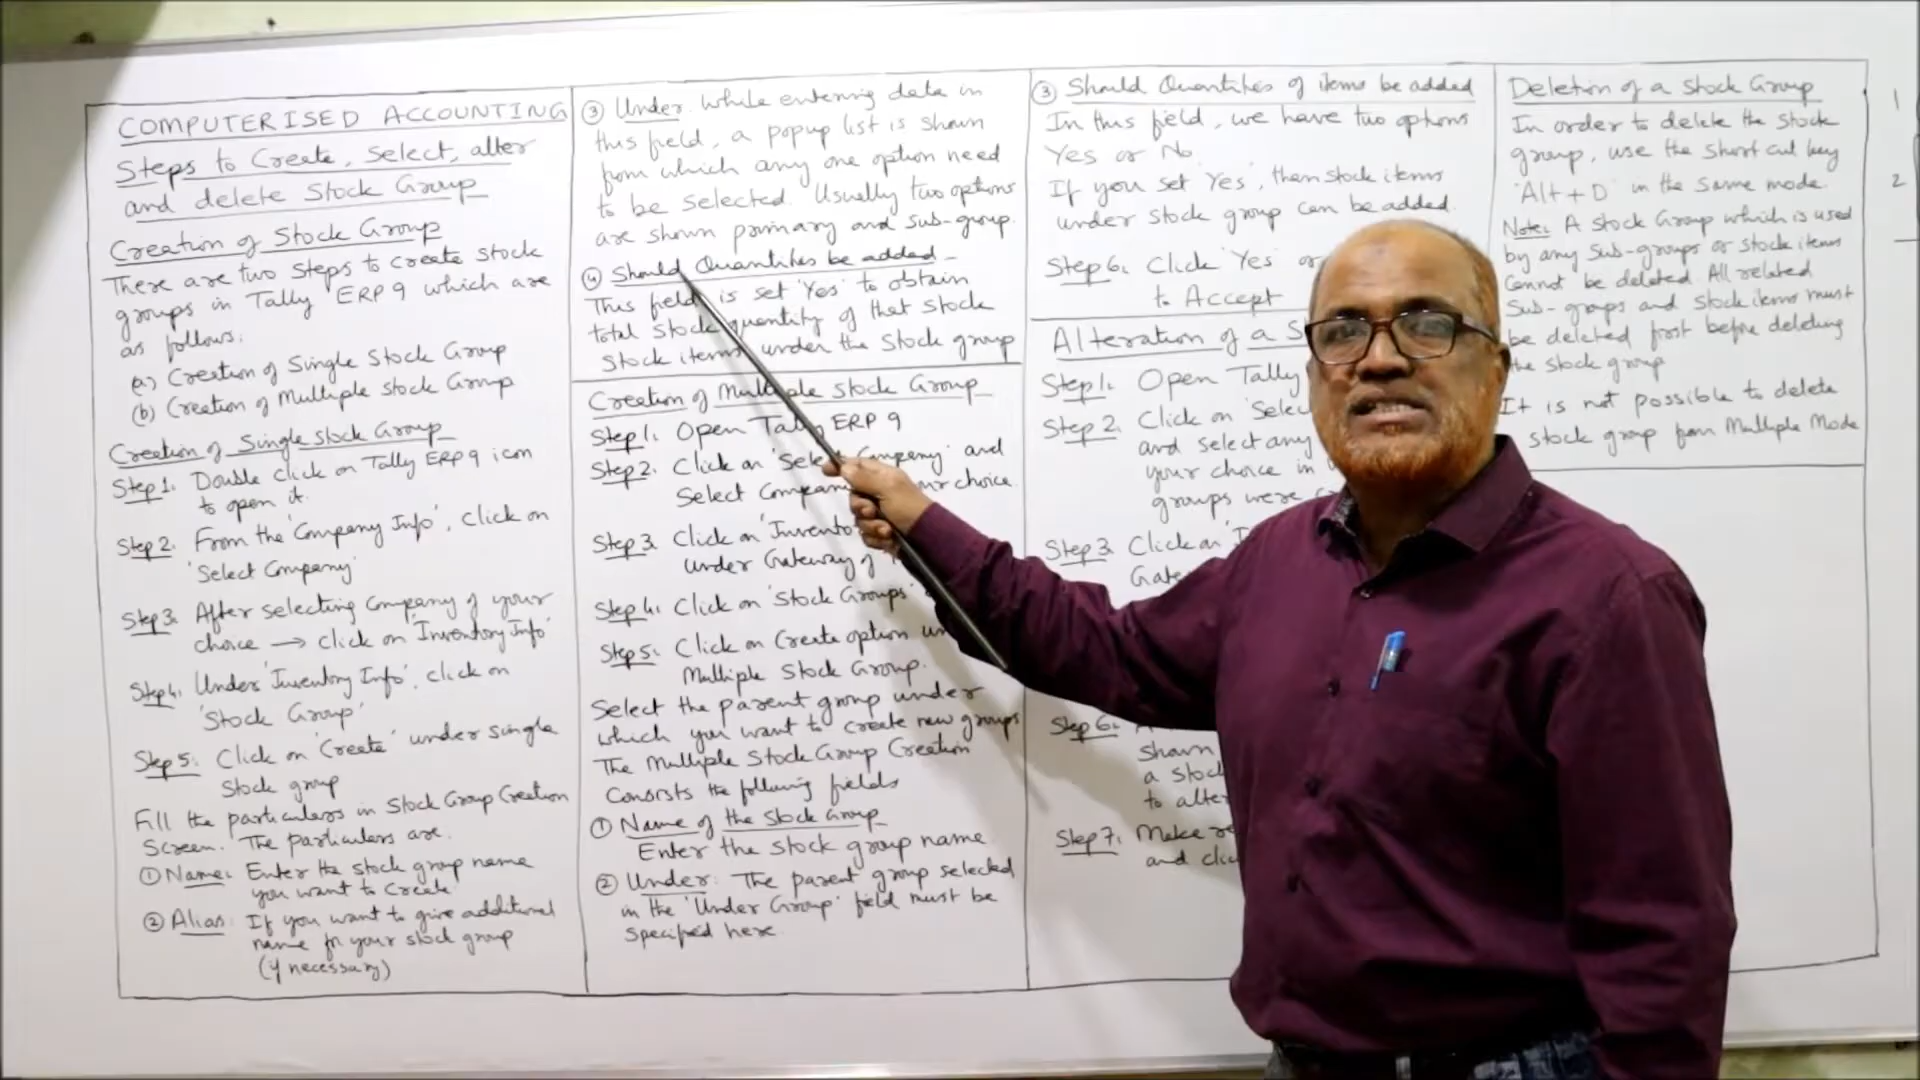 COMPUTERISED ACCOUNTING
Steps to Create, Select, alter
and delete Stock Group
Creation of Stock Group
There are two steps to create stock
groups in Tally ERP 9 which are
as follows.
(a) Creation of Single Stock Group
(b) Creation of Multiple Stock Group
Creation of Single Stock Group
Step 1. Double click on Tally ERP 9 icon
to open it.
Step 2. From the 'Company Info', click on
'Select Company'
Step 3. After selecting Company of your
choice → click on 'Inventory Info'
Step 4. Under 'Inventory Info', click on
'Stock Group'
Step 5. Click on 'Create' under single
Stock group
Fill the particulars in Stock Group Creation
Screen. The particulars are.
① Name: Enter the stock group name
you want to create
② Alias: If you want to give additional
name for your stock group
(if necessary)
③ Under: While entering data in
this field, a popup list is shown
from which any one option need
to be selected. Usually two options
are shown primary and sub-group.
④ Should Quantities be added -
This field is set 'Yes' to obtain
total stock quantity of that stock
Stock items under the Stock group
Creation of Multiple Stock Group
Step 1. Open Tally ERP 9
Step 2. Click on 'Select Company' and
Select Company choice.
Step 3. Click on 'Invento
under Gateway of
Step 4. Click on 'Stock Groups'
Step 5. Click on Create option un
Multiple Stock Group.
Select the parent group under
which you want to create new groups
The Multiple Stock Group Creation
Consists the following fields
① Name of the Stock Group
Enter the stock group name
② Under: The parent group selected
in the 'Under Group' field must be
specified here
③ Should Quantities of items be added
In this field, we have two options
Yes or No.
If you set 'Yes', then stock items
under stock group can be added.
Step 6. Click 'Yes' or
to Accept
Alteration of a S
Step 1. Open Tally
Step 2. Click on 'Selec
and select any
your choice in
groups were
Step 3. Click on 'I
Gate
Step 6.
Shown
a stock
to alter
Step 7. Make re
and clic
Deletion of a Stock Group
In order to delete the stock
group, use the short cut key
'Alt + D' in the same mode.
Note: A Stock Group which is used
by any Sub-groups or stock items
Cannot be deleted. All related
Sub-groups and stock items must
be deleted first before deleting
the stock group
It is not possible to delete
stock group from Multiple Mode
1
2